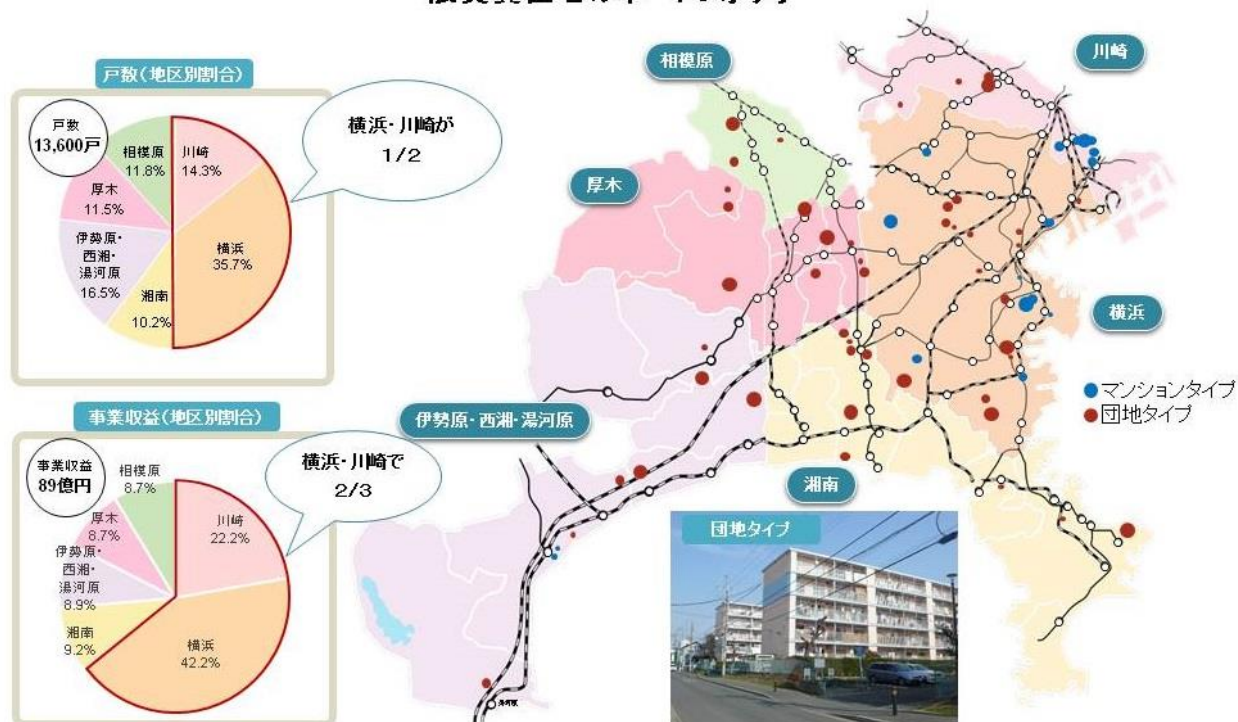 戸数(地区別割合)
戸数
13,600戸
相模原
11.8%
川崎
14.3%
厚木
11.5%
伊勢原・
西湘・
湯河原
16.5%
横浜
35.7%
湘南
10.2%
横浜・川崎が
1/2
事業収益(地区別割合)
事業収益
89億円
相模原
8.7%
川崎
22.2%
厚木
8.7%
伊勢原・
西湘・
湯河原
8.9%
湘南
9.2%
横浜
42.2%
横浜・川崎で
2/3
相模原
川崎
厚木
横浜
マンションタイプ
団地タイプ
伊勢原・西湘・湯河原
湘南
団地タイプ
湯河原